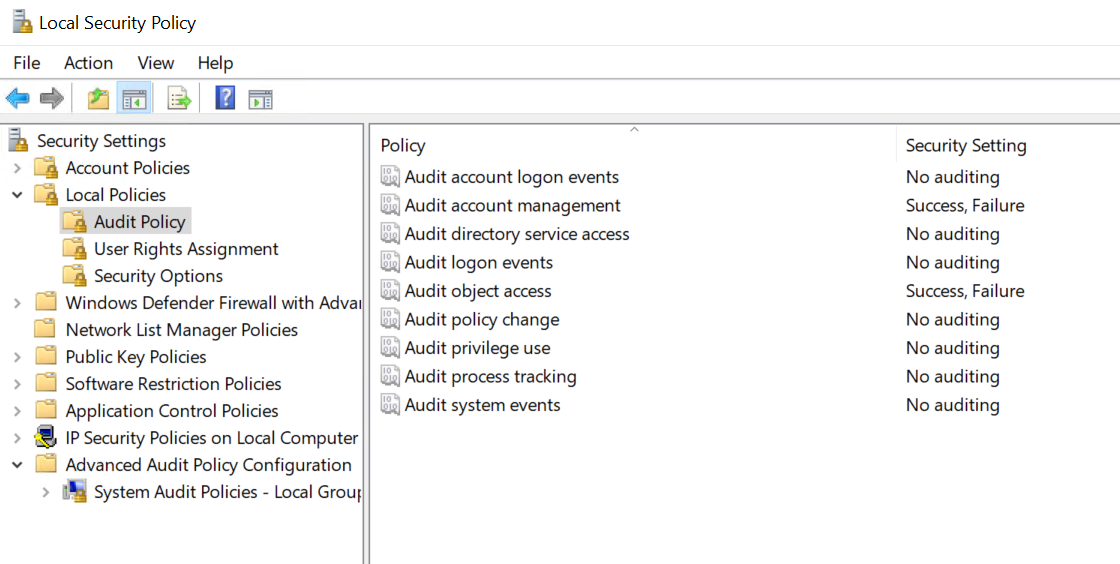 Local Security Policy
File Action View Help
Security Settings
Account Policies
Local Policies
Audit Policy
User Rights Assignment
Security Options
Windows Defender Firewall with Adva
Network List Manager Policies
Public Key Policies
Software Restriction Policies
Application Control Policies
IP Security Policies on Local Computer
Advanced Audit Policy Configuration
System Audit Policies - Local Group
Policy Security Setting
Audit account logon events No auditing
Audit account management Success, Failure
Audit directory service access No auditing
Audit logon events No auditing
Audit object access Success, Failure
Audit policy change No auditing
Audit privilege use No auditing
Audit process tracking No auditing
Audit system events No auditing